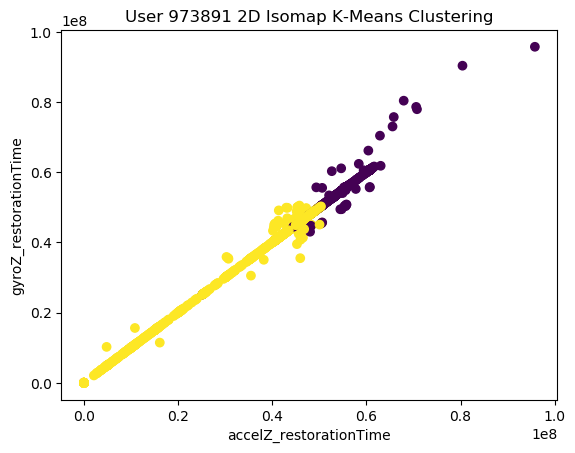 User 973891 2D Isomap K-Means Clustering
1e8
1.0
0.8
0.6
0.4
0.2
0.0
gyroZ_restorationTime
0.0 0.2 0.4 0.6 0.8 1.0
1e8
accelZ_restorationTime